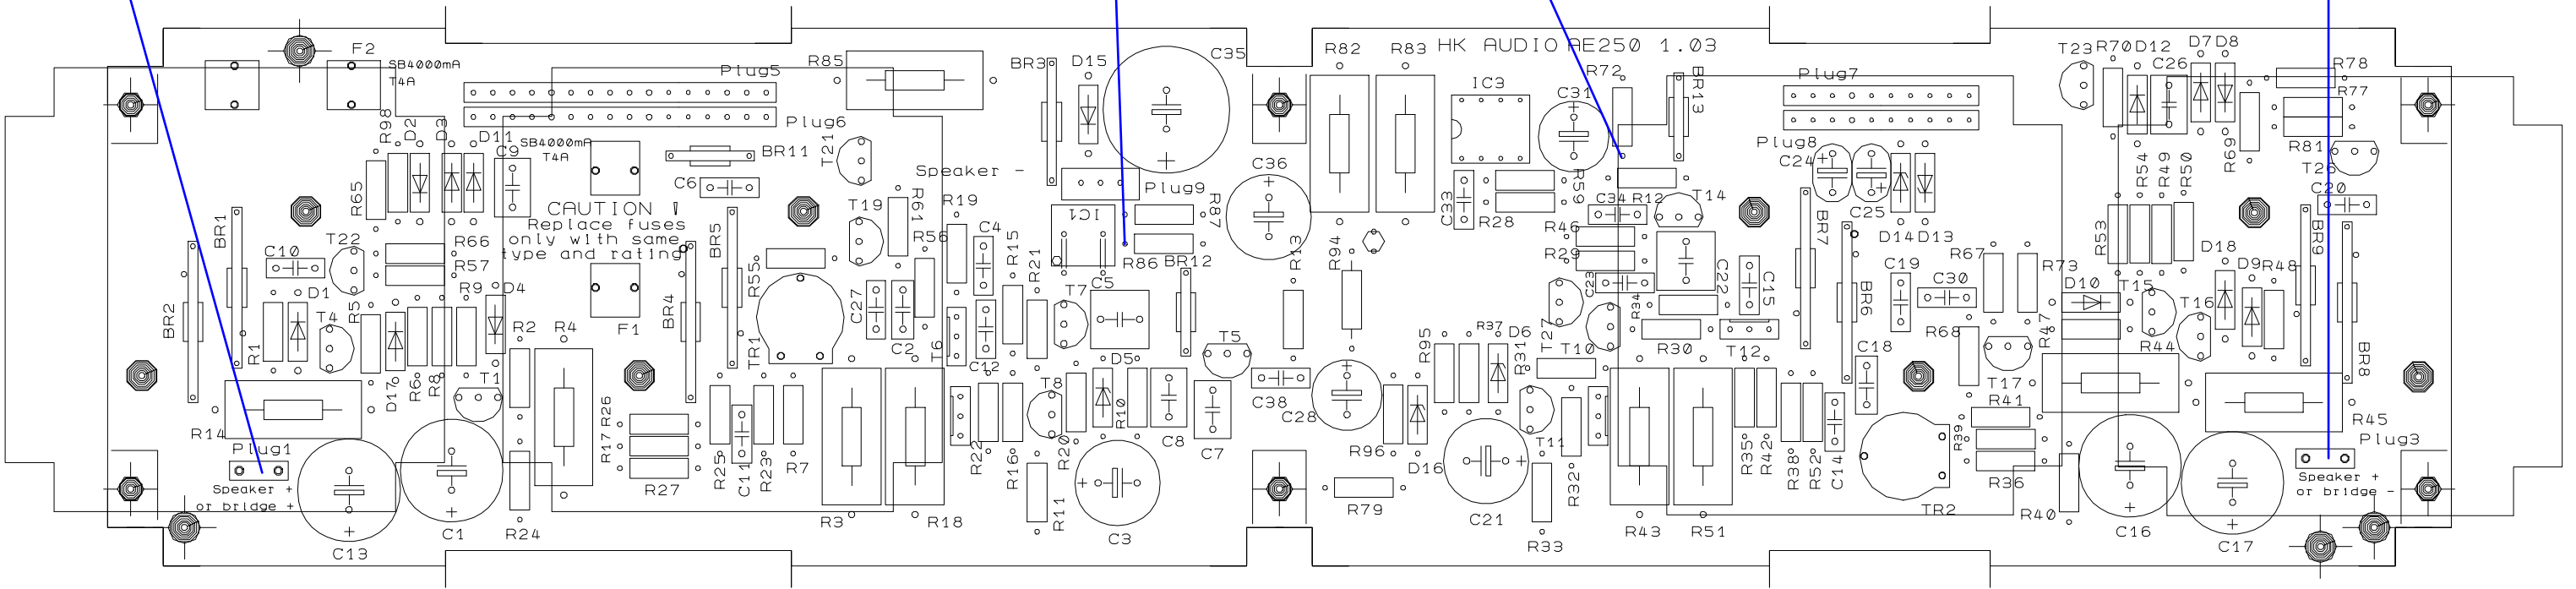 F2
SB4000mA
T4A
Plug5
R85
BR3
D15
C35
R82
R83
HK AUDIO AE250 1.03
R72
BR13
Plug7
T23
R70
D12
D7
D8
C26
R78
R77
R98
D2
D3
D11
SB4000mA
T4A
C9
Plug6
BR11
T21
IC3
C31
Plug8
C24
R69
R81
T26
R65
C6
Speaker -
Plug9
C36
R87
C33
R28
R59
C34
R12
T14
C25
D14
D13
R54
R49
R50
C20
CAUTION !
Replace fuses
only with same
type and rating
BR1
C10
T22
R66
R57
BR5
T19
R61
R56
R19
C4
R15
R21
IC1
R86
BR12
R13
R94
R46
R29
C23
R34
C22
C15
BR7
BR6
C19
C30
R67
R73
R53
D10
D18
D9
R48
BR9
BR2
R1
D1
T4
R5
R9
D4
F1
BR4
R55
TR1
C27
C2
T6
C12
T7
C5
T5
R95
R37
D6
R31
T27
T10
R30
T12
C18
R68
T17
R47
T15
T16
R44
BR8
R14
D17
R6
R8
T1
R2
R4
D5
T8
R10
C38
C28
R41
R45
Plug1
Speaker +
or bridge +
R17
R26
R27
R25
C11
R23
R7
R22
R16
R20
C8
C7
R96
D16
T11
R32
R35
R42
R38
R52
C14
R39
R36
Plug3
Speaker +
or bridge -
C13
C1
R24
R3
R18
R11
C3
R79
C21
R33
R43
R51
TR2
R40
C16
C17